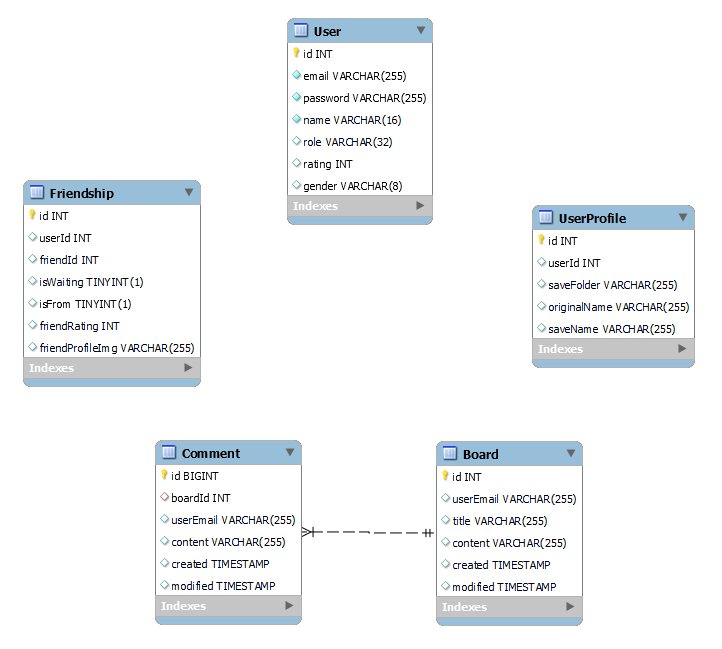 User
id INT
email VARCHAR(255)
password VARCHAR(255)
name VARCHAR(16)
role VARCHAR(32)
rating INT
gender VARCHAR(8)
Indexes
Friendship
id INT
userId INT
friendId INT
isWaiting TINYINT(1)
isFrom TINYINT(1)
friendRating INT
friendProfileImg VARCHAR(255)
Indexes
UserProfile
id INT
userId INT
saveFolder VARCHAR(255)
originalName VARCHAR(255)
saveName VARCHAR(255)
Indexes
Comment
id BIGINT
boardId INT
userEmail VARCHAR(255)
content VARCHAR(255)
created TIMESTAMP
modified TIMESTAMP
Indexes
Board
id INT
userEmail VARCHAR(255)
title VARCHAR(255)
content VARCHAR(255)
created TIMESTAMP
modified TIMESTAMP
Indexes